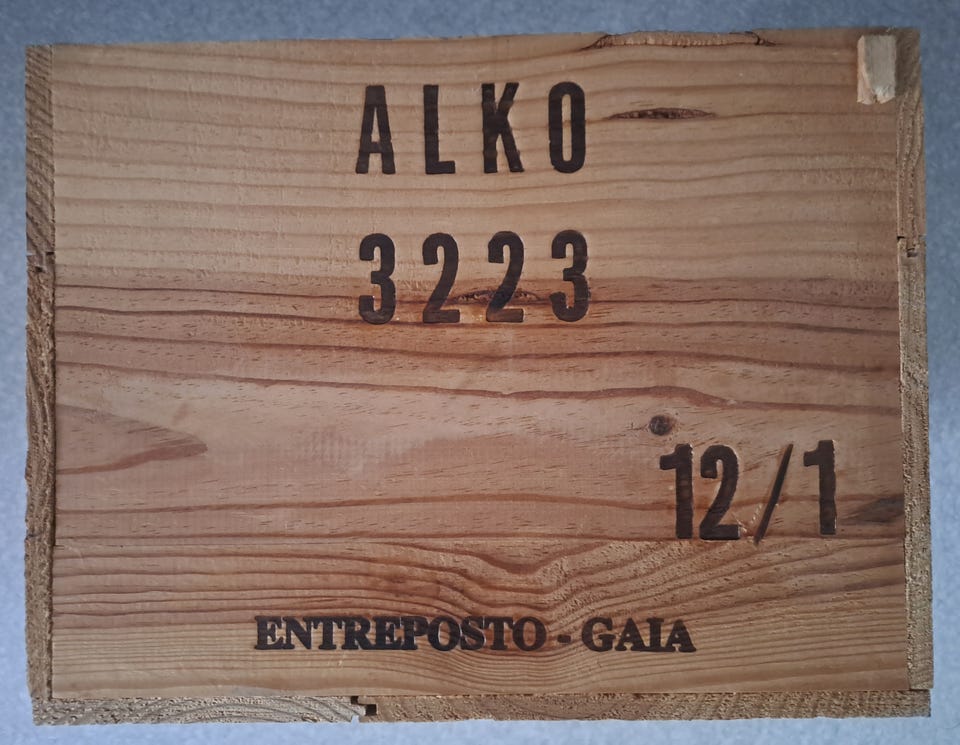 ALKO
3223
12/1
ENTREPOSTO - GAIA